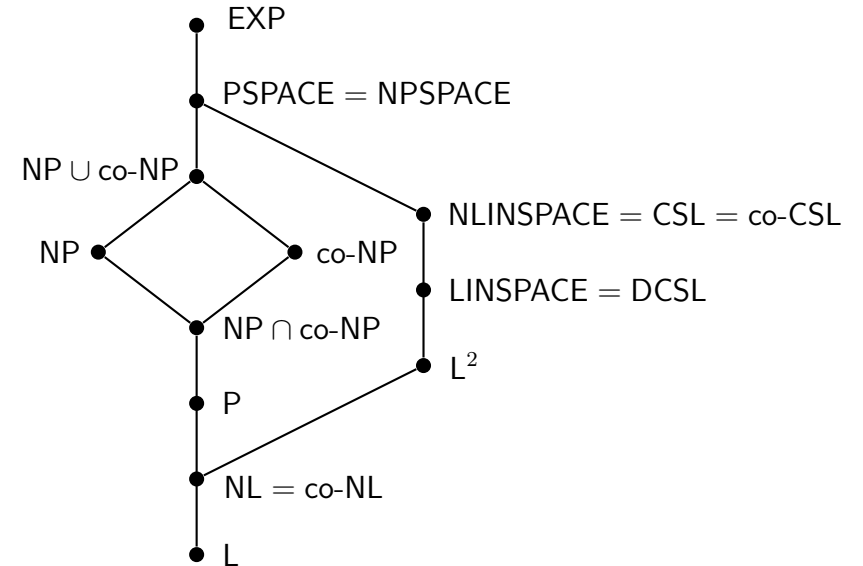 EXP
PSPACE = NPSPACE
NP ∪ co-NP
NLINSPACE = CSL = co-CSL
NP
co-NP
LINSPACE = DCSL
NP ∩ co-NP
L²
P
NL = co-NL
L